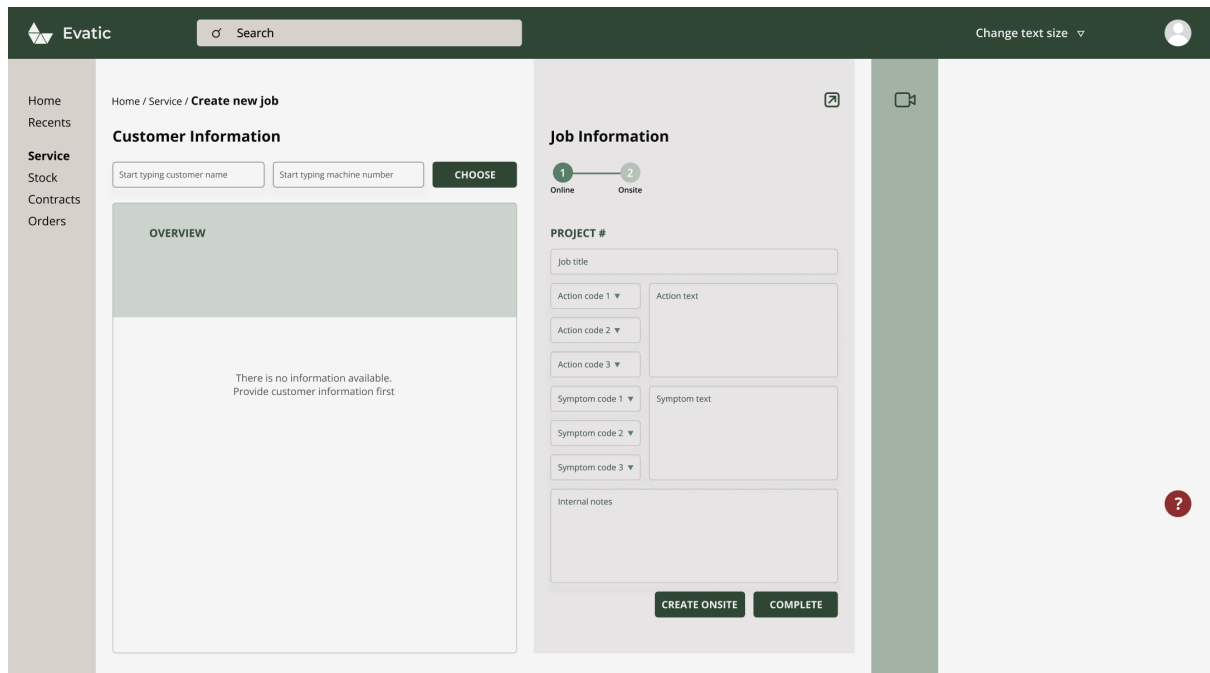 Evatic
Search
Change text size
Home
Recents
Service
Stock
Contracts
Orders
Home / Service / Create new job
Customer Information
Start typing customer name
Start typing machine number
CHOOSE
OVERVIEW
There is no information available.
Provide customer information first
Job Information
1
2
Online
Onsite
PROJECT #
Job title
Action code 1
Action text
Action code 2
Action code 3
Symptom code 1
Symptom text
Symptom code 2
Symptom code 3
Internal notes
CREATE ONSITE
COMPLETE
?